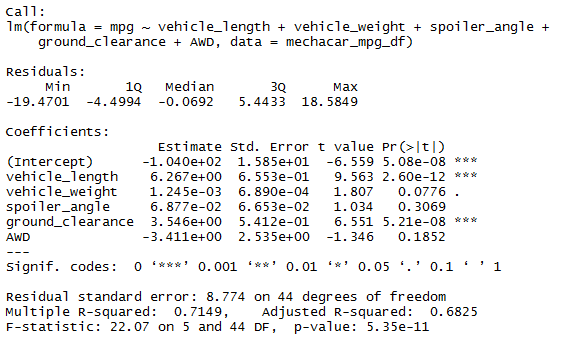 Call:
lm(formula = mpg ~ vehicle_length + vehicle_weight + spoiler_angle +
    ground_clearance + AWD, data = mechacar_mpg_df)
Residuals:
     Min       1Q   Median       3Q      Max
-19.4701  -4.4994  -0.0692   5.4433  18.5849
Coefficients:
                   Estimate Std. Error t value Pr(>|t|)
(Intercept)      -1.040e+02  1.585e+01  -6.559 5.08e-08 ***
vehicle_length    6.267e+00  6.553e-01   9.563 2.60e-12 ***
vehicle_weight    1.245e-03  6.890e-04   1.807   0.0776 .
spoiler_angle     6.877e-02  6.653e-02   1.034   0.3069
ground_clearance  3.546e+00  5.412e-01   6.551 5.21e-08 ***
AWD              -3.411e+00  2.535e+00  -1.346   0.1852
---
Signif. codes:  0 ‘***’ 0.001 ‘**’ 0.01 ‘*’ 0.05 ‘.’ 0.1 ‘ ’ 1
Residual standard error: 8.774 on 44 degrees of freedom
Multiple R-squared:  0.7149,    Adjusted R-squared:  0.6825
F-statistic: 22.07 on 5 and 44 DF,  p-value: 5.35e-11